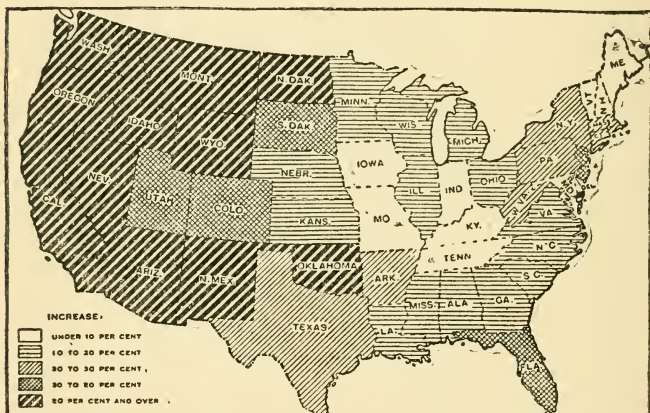 WASH.
MONT.
N. DAK.
MINN.
ME.
OREGON
IDAHO
WYO.
S. DAK.
WIS.
MICH.
N.Y.
VT.
N.H.
NEV.
NEBR.
IOWA
ILL
IND
OHIO
PA.
CAL.
UTAH
COLO.
KANS.
MO.
KY.
W.VA.
VA.
ARIZ.
N. MEX.
OKLAHOMA
ARK.
TENN
N.C.
S.C.
TEXAS
LA.
MISS.
ALA
GA.
FLA.
INCREASE.
UNDER 10 PER CENT
10 TO 20 PER CENT
20 TO 30 PER CENT.
30 TO 50 PER CENT
50 PER CENT AND OVER